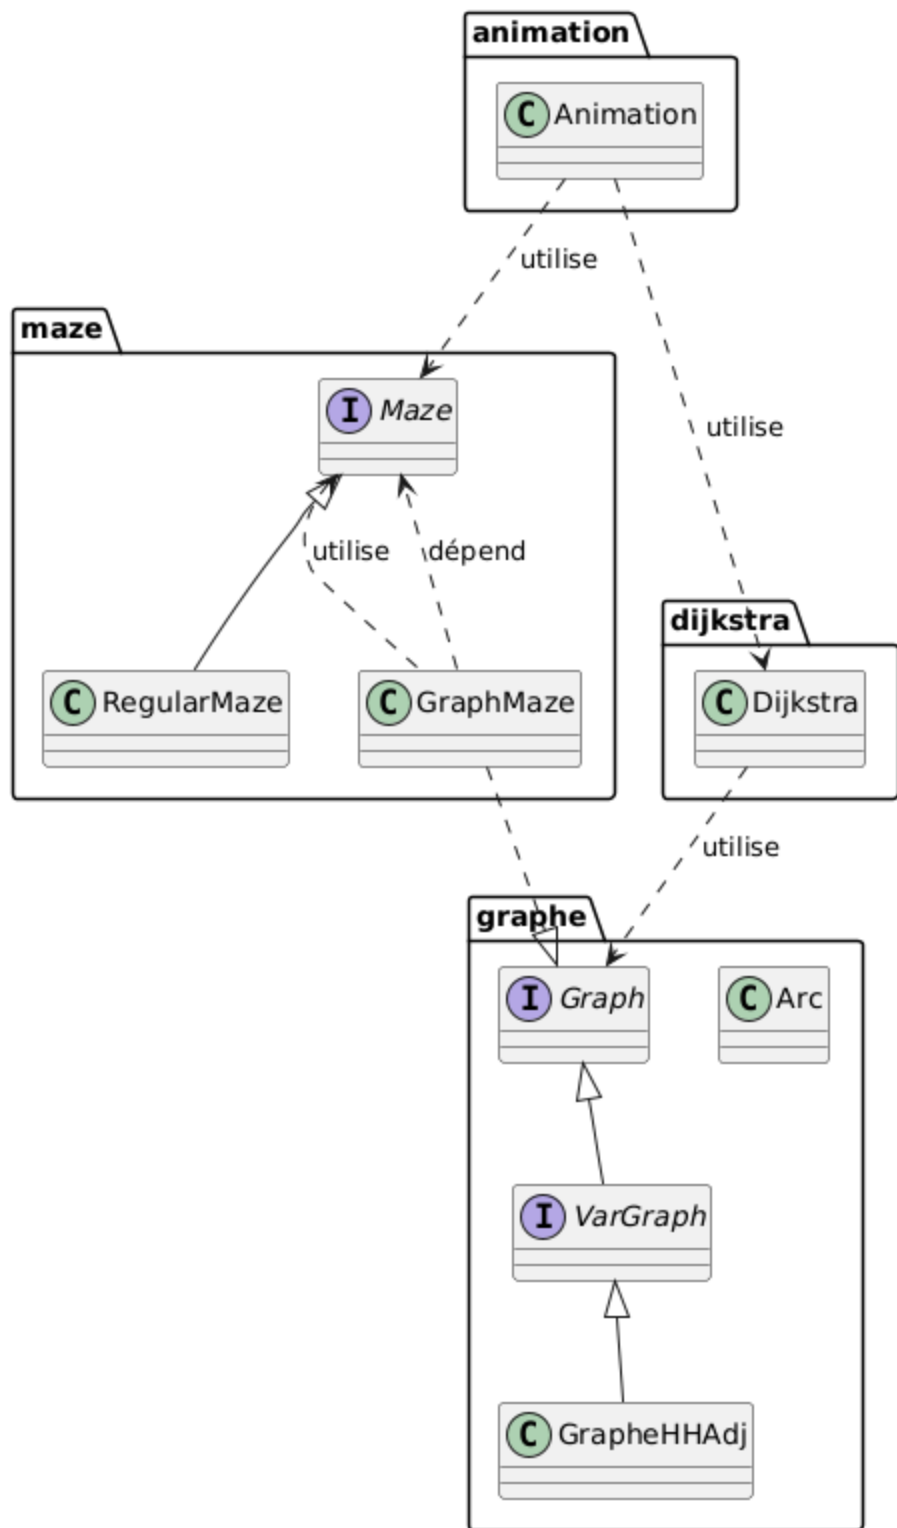 animation
C Animation
utilise
maze
I Maze
utilise
utilise dépend
dijkstra
C RegularMaze
C GraphMaze
C Dijkstra
utilise
graphe
I Graph
C Arc
I VarGraph
C GrapheHHAdj